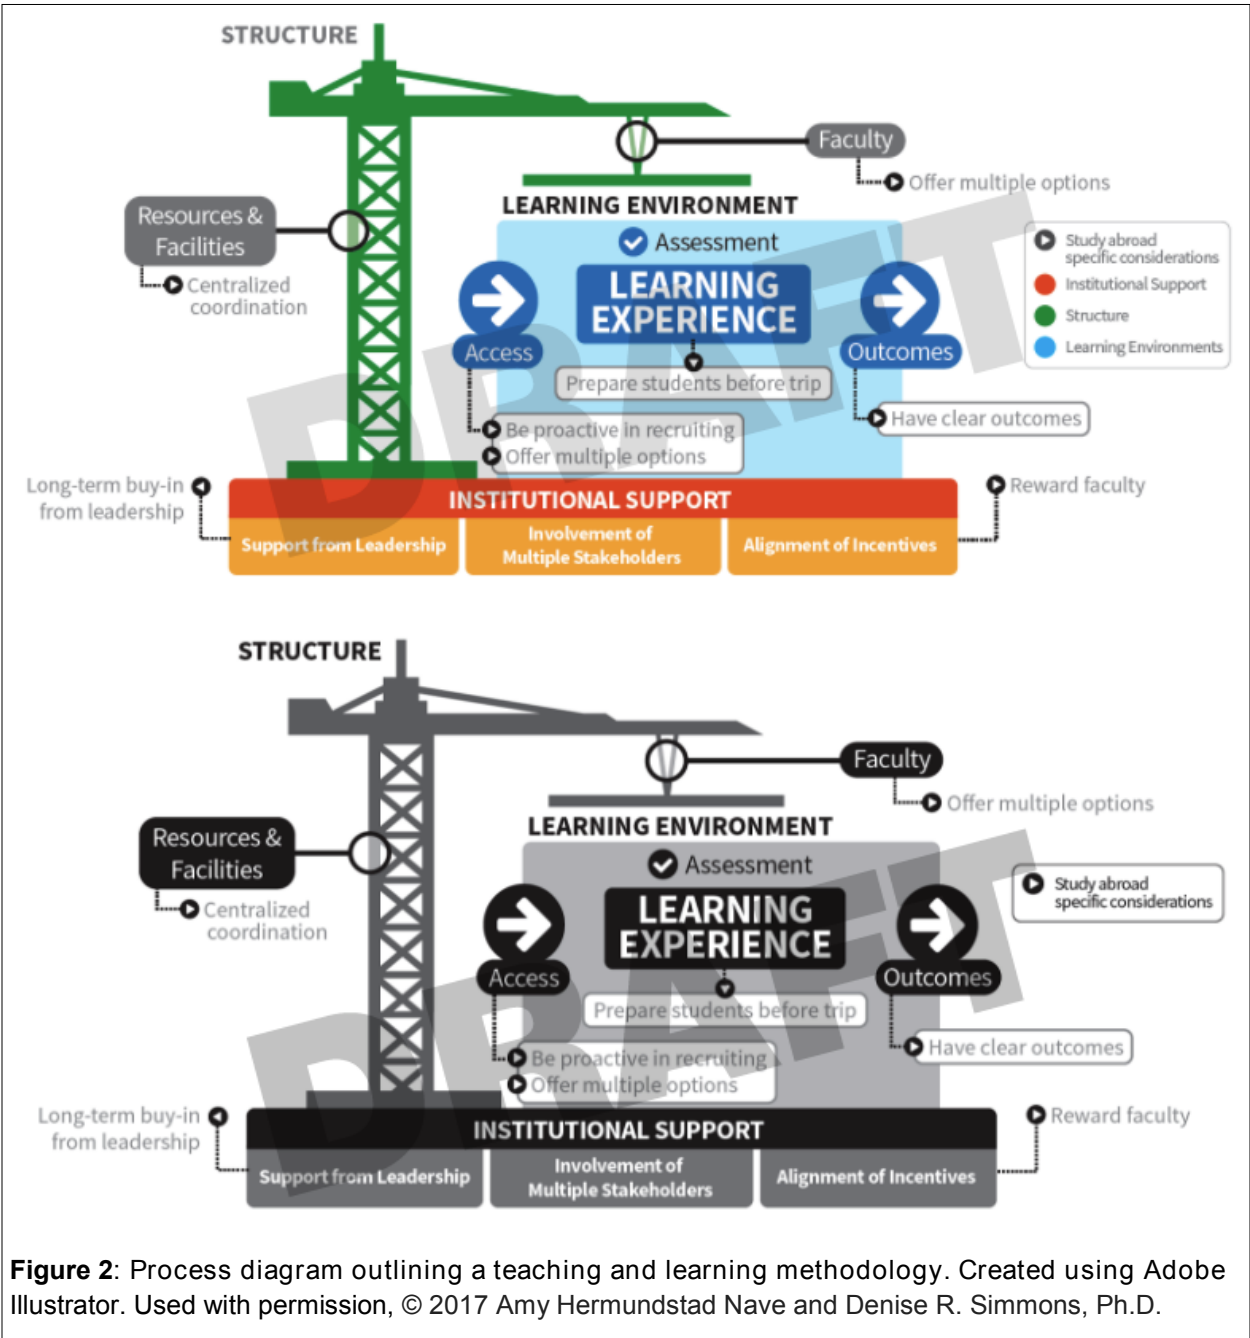 STRUCTURE
Faculty
Offer multiple options
Resources &
Facilities
Centralized
coordination
LEARNING ENVIRONMENT
Assessment
LEARNING
EXPERIENCE
Access
Outcomes
Prepare students before trip
Be proactive in recruiting
Offer multiple options
Have clear outcomes
Study abroad
specific considerations
Institutional Support
Structure
Learning Environments
DRAFT
Long-term buy-in
from leadership
Reward faculty
INSTITUTIONAL SUPPORT
Support from Leadership
Involvement of
Multiple Stakeholders
Alignment of Incentives
STRUCTURE
Faculty
Offer multiple options
Resources &
Facilities
Centralized
coordination
LEARNING ENVIRONMENT
Assessment
LEARNING
EXPERIENCE
Access
Outcomes
Prepare students before trip
Be proactive in recruiting
Offer multiple options
Have clear outcomes
Study abroad
specific considerations
DRAFT
Long-term buy-in
from leadership
Reward faculty
INSTITUTIONAL SUPPORT
Support from Leadership
Involvement of
Multiple Stakeholders
Alignment of Incentives
Figure 2: Process diagram outlining a teaching and learning methodology. Created using Adobe
Illustrator. Used with permission, © 2017 Amy Hermundstad Nave and Denise R. Simmons, Ph.D.